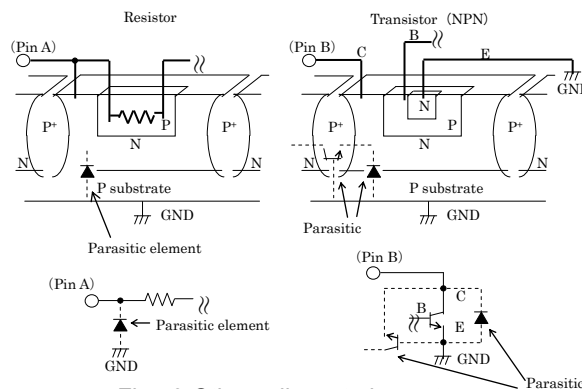 Resistor
Transistor (NPN)
(Pin A)
(Pin B)
B
C
E
GND
P+
P
P+
N
N
N
P+
N
P
P+
N
N
N
P substrate
P substrate
Parasitic element
GND
Parasitic
GND
(Pin A)
Parasitic element
GND
(Pin B)
C
B
E
GND
Parasitic